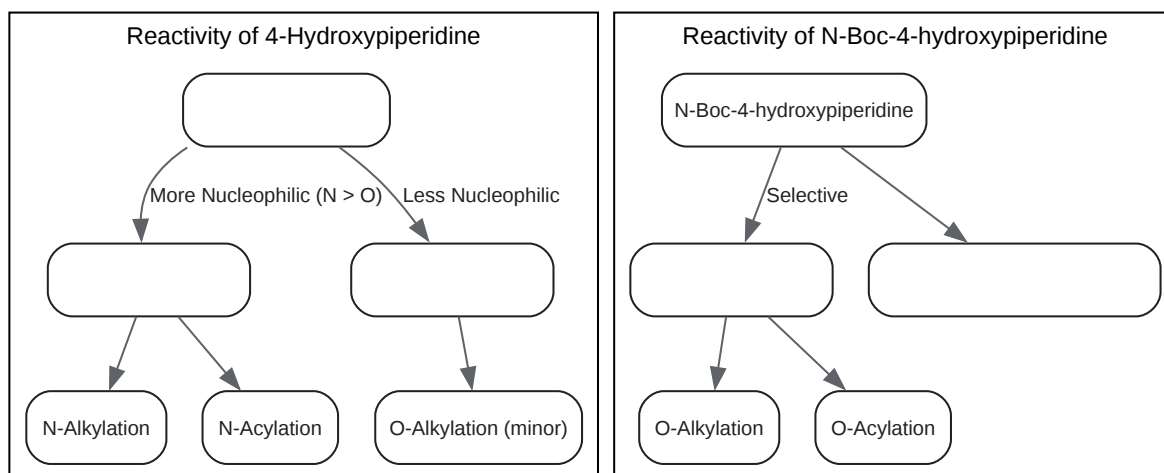 Reactivity of 4-Hydroxypiperidine
More Nucleophilic (N > O)
Less Nucleophilic
N-Alkylation
N-Acylation
O-Alkylation (minor)
Reactivity of N-Boc-4-hydroxypiperidine
N-Boc-4-hydroxypiperidine
Selective
O-Alkylation
O-Acylation